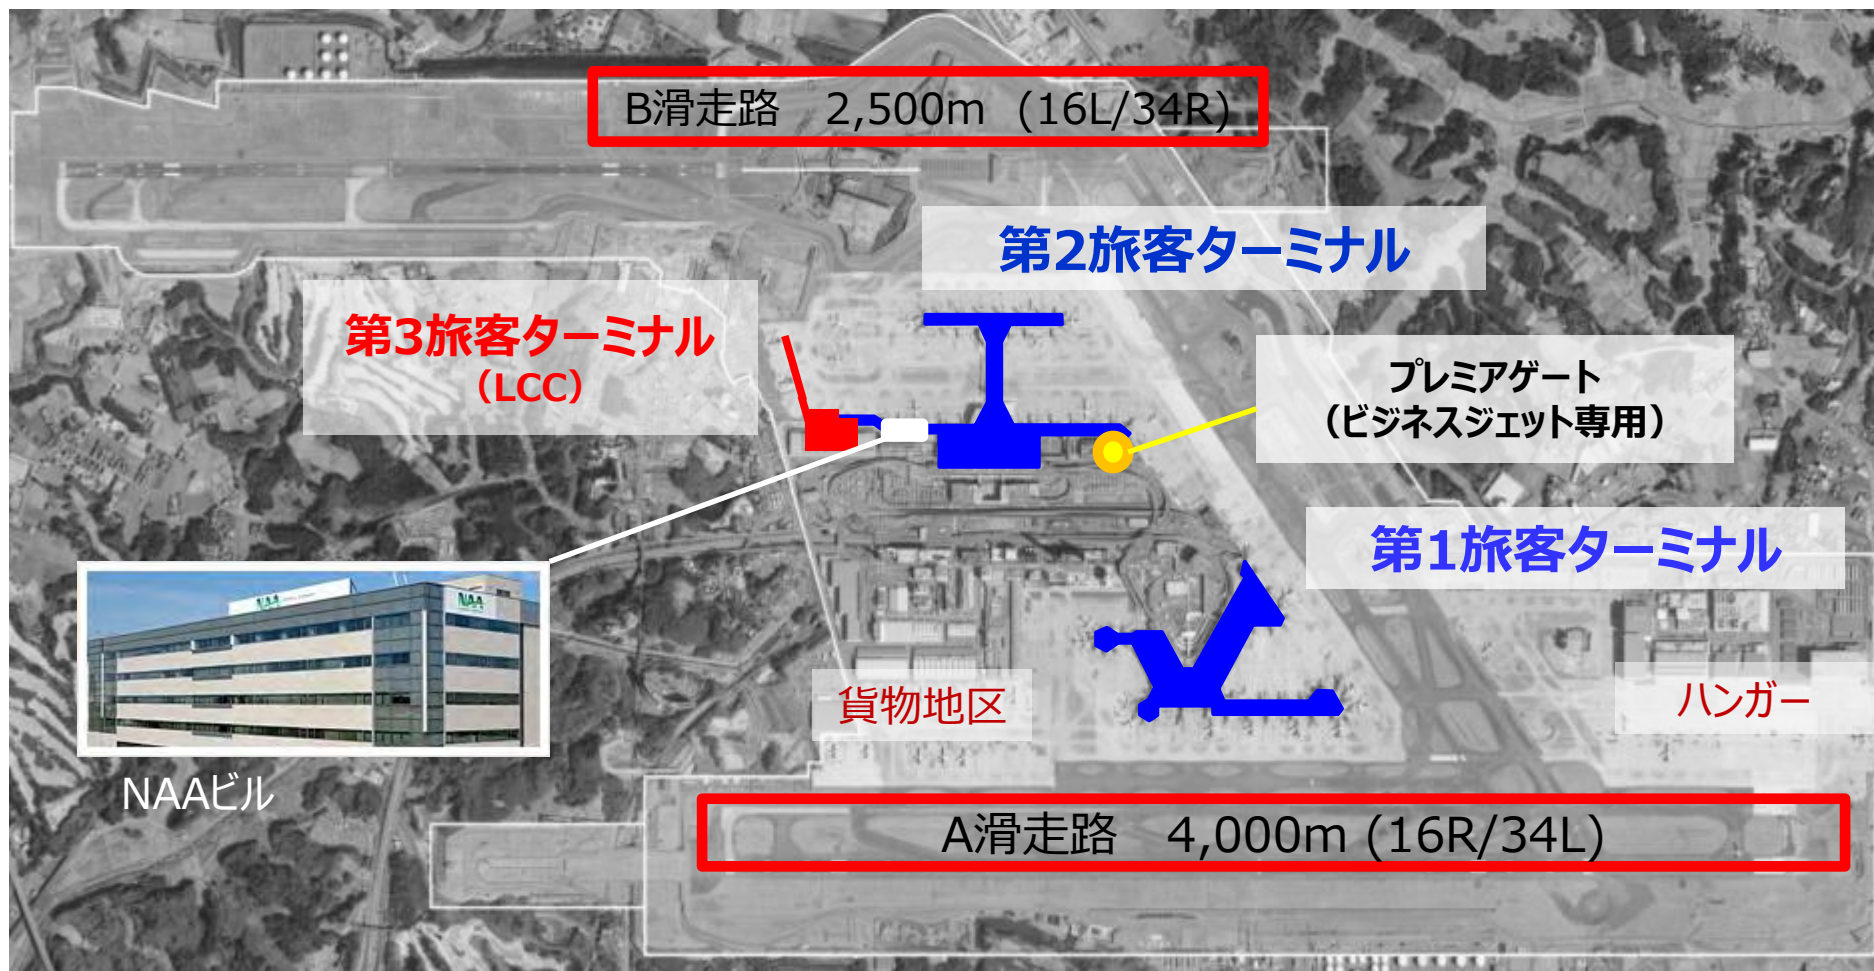 B滑走路　2,500m (16L/34R)
第2旅客ターミナル
第3旅客ターミナル
（LCC）
プレミアゲート
（ビジネスジェット専用）
第1旅客ターミナル
NAA
NAA
貨物地区
ハンガー
NAAビル
A滑走路　4,000m (16R/34L)